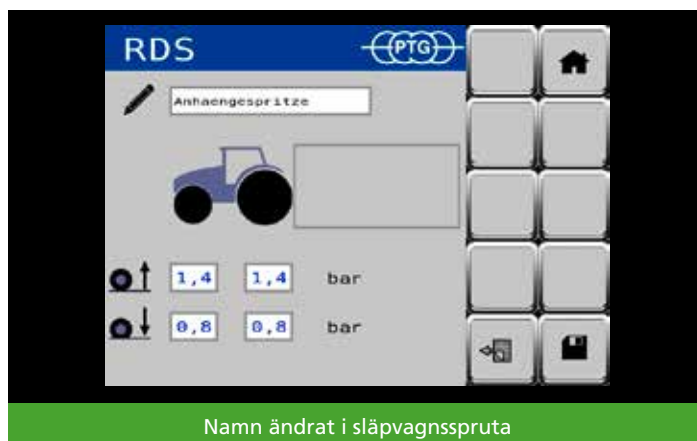 RDS
PTG
Anhaengespritze
1,4 1,4 bar
0,8 0,8 bar
Namn ändrat i släpvagnsspruta